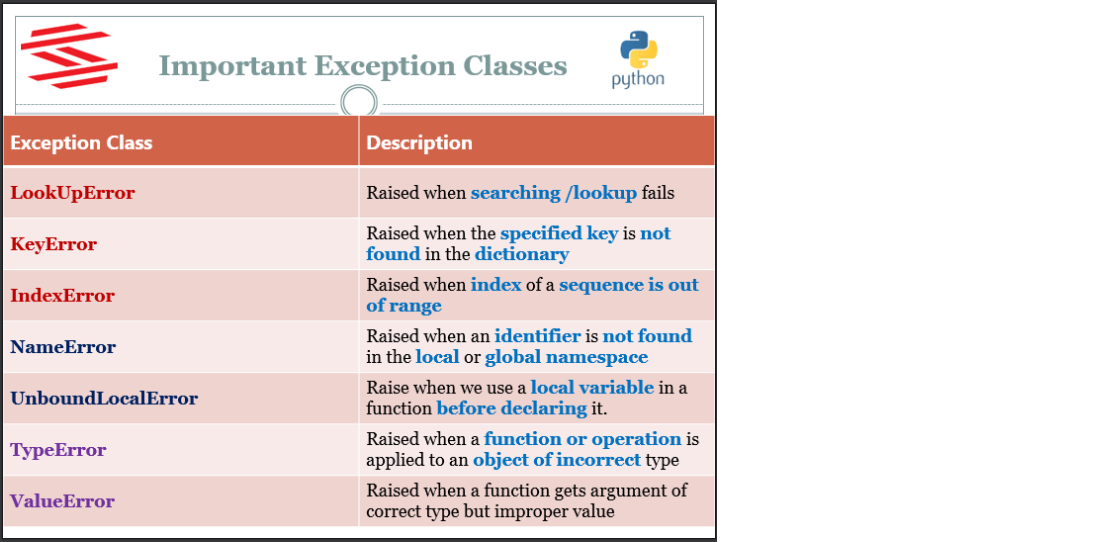 Important Exception Classes
python
Exception Class
Description
LookUpError
Raised when searching /lookup fails
KeyError
Raised when the specified key is not
found in the dictionary
IndexError
Raised when index of a sequence is out
of range
NameError
Raised when an identifier is not found
in the local or global namespace
UnboundLocalError
Raise when we use a local variable in a
function before declaring it.
TypeError
Raised when a function or operation is
applied to an object of incorrect type
ValueError
Raised when a function gets argument of
correct type but improper value